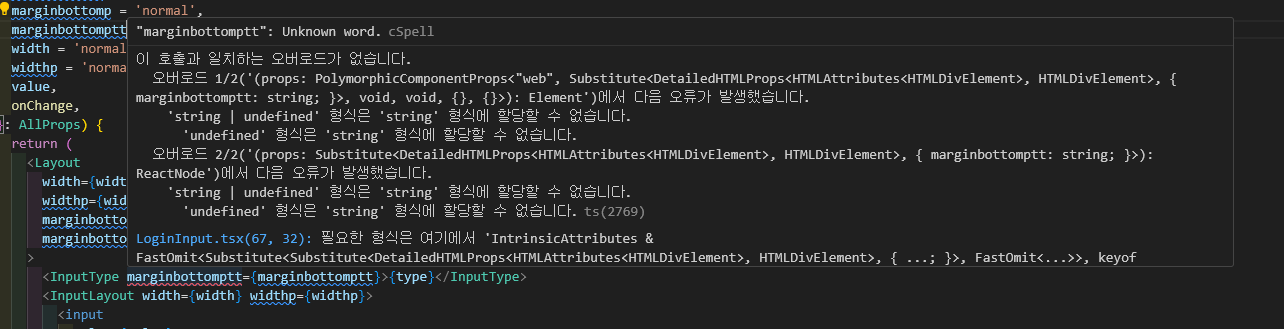 marginbottomp = 'normal',
marginbottomptt
"marginbottomptt": Unknown word. cSpell
width = 'normal
widthp = 'norma
value,
onChange,
: AllProps) {
return (
<Layout
width={widt
widthp={wid
marginbotto
marginbotto
>
이 호출과 일치하는 오버로드가 없습니다.
오버로드 1/2('(props: PolymorphicComponentProps<"web", Substitute<DetailedHTMLProps<HTMLAttributes<HTMLDivElement>, HTMLDivElement>, {
marginbottomptt: string; }>, void, void, {}, {}>): Element')에서 다음 오류가 발생했습니다.
'string | undefined' 형식은 'string' 형식에 할당할 수 없습니다.
'undefined' 형식은 'string' 형식에 할당할 수 없습니다.
오버로드 2/2('(props: Substitute<DetailedHTMLProps<HTMLAttributes<HTMLDivElement>, HTMLDivElement>, { marginbottomptt: string; }>):
ReactNode')에서 다음 오류가 발생했습니다.
'string | undefined' 형식은 'string' 형식에 할당할 수 없습니다.
'undefined' 형식은 'string' 형식에 할당할 수 없습니다. ts(2769)
LoginInput.tsx(67, 32): 필요한 형식은 여기에서 'IntrinsicAttributes &
FastOmit<Substitute<Substitute<DetailedHTMLProps<HTMLAttributes<HTMLDivElement>, HTMLDivElement>, { ...; }>, FastOmit<...>>, keyof
<InputType marginbottomptt={marginbottomptt}>{type}</InputType>
<InputLayout width={width} widthp={widthp}>
<input